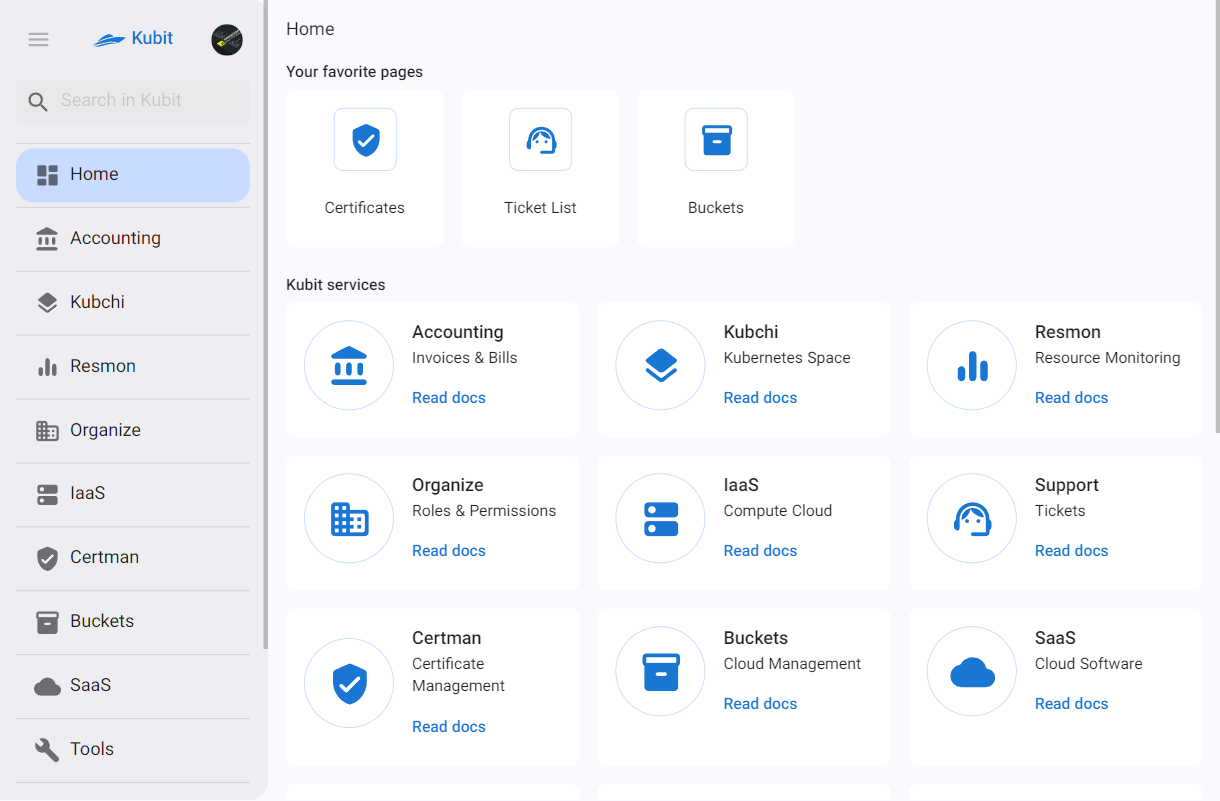 Kubit
Search in Kubit
Home
Accounting
Kubchi
Resmon
Organize
IaaS
Certman
Buckets
SaaS
Tools
Home
Your favorite pages
Certificates
Ticket List
Buckets
Kubit services
Accounting
Invoices & Bills
Read docs
Kubchi
Kubernetes Space
Read docs
Resmon
Resource Monitoring
Read docs
Organize
Roles & Permissions
Read docs
IaaS
Compute Cloud
Read docs
Support
Tickets
Read docs
Certman
Certificate
Management
Read docs
Buckets
Cloud Management
Read docs
SaaS
Cloud Software
Read docs